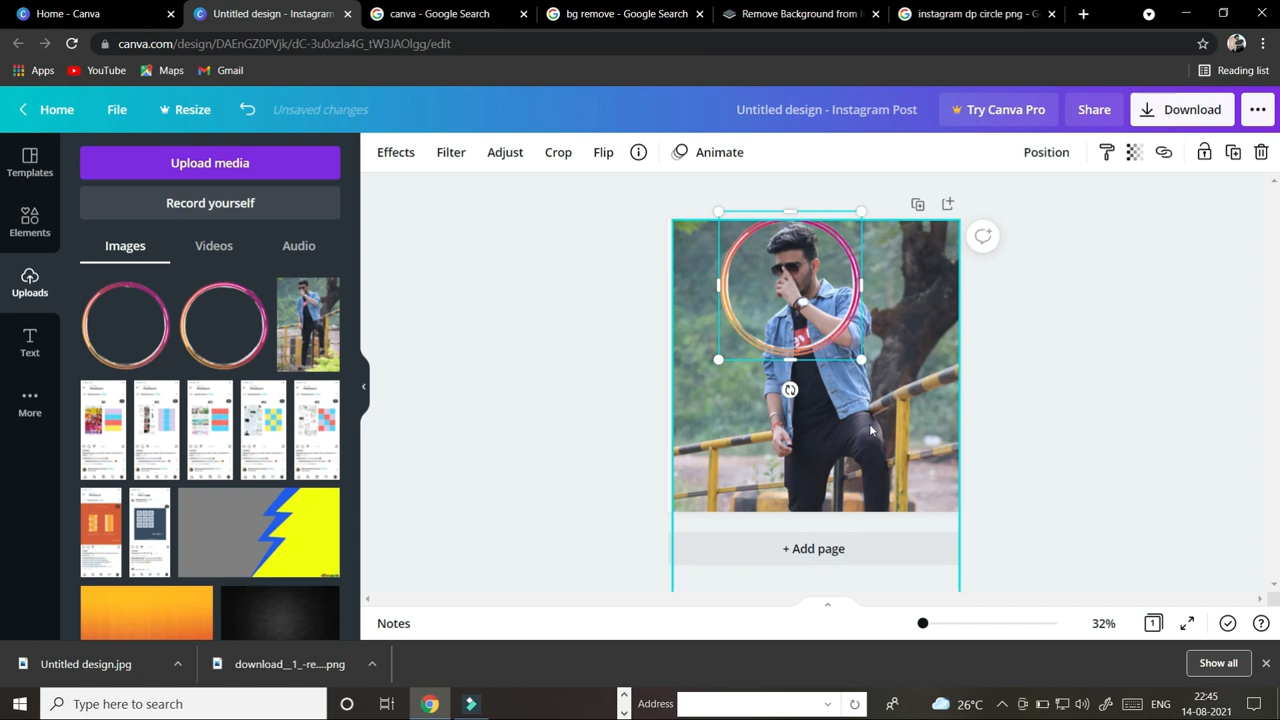 Home - Canva
Untitled design - Instagram
canva - Google Search
bg remove - Google Search
Remove Background from I
instagram dp circle png - G
canva.com/design/DAEnGZ0PVjk/dC-3u0xzla4G_tW3JAOlgg/edit
Apps
YouTube
Maps
Gmail
Reading list
Home
File
Resize
Unsaved changes
Untitled design - Instagram Post
Try Canva Pro
Share
Download
Templates
Elements
Uploads
Text
More
Upload media
Record yourself
Images
Videos
Audio
Effects
Filter
Adjust
Crop
Flip
Animate
Position
+ Add page
Notes
32%
1
Untitled design.jpg
download__1_-re....png
Show all
Type here to search
Address
26°C
ENG
22:45
14-08-2021